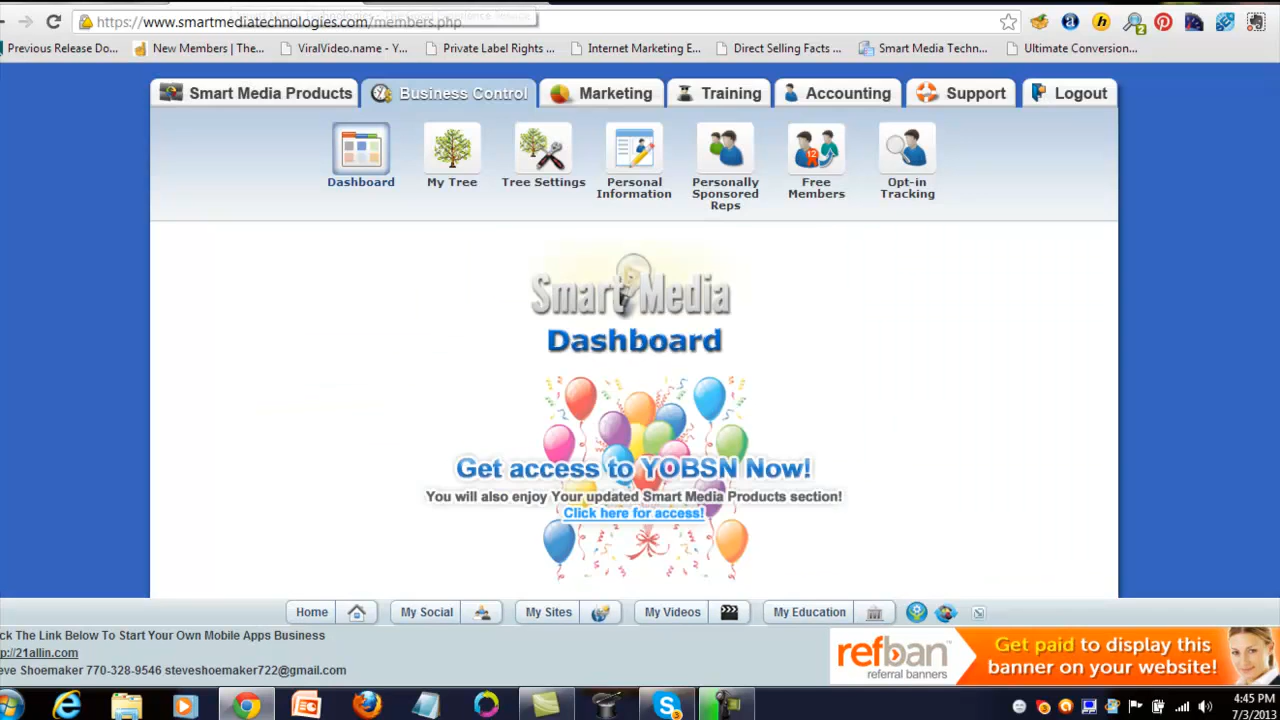 https://www.smartmediatechnologies.com/members.php
Previous Release Do...
New Members | The...
ViralVideo.name - Y...
Private Label Rights ...
Internet Marketing E...
Direct Selling Facts ...
Smart Media Techn...
Ultimate Conversion...
Smart Media Products
Business Control
Marketing
Training
Accounting
Support
Logout
Dashboard
My Tree
Tree Settings
Personal
Information
Personally
Sponsored
Reps
Free
Members
Opt-in
Tracking
Smart Media
Dashboard
Get access to YOBSN Now!
You will also enjoy Your updated Smart Media Products section!
Click here for access!
Home
My Social
My Sites
My Videos
My Education
ck The Link Below To Start Your Own Mobile Apps Business
tp://21allin.com
eve Shoemaker 770-328-9546 steveshoemaker722@gmail.com
refban
referral banners
Get paid to display this
banner on your website!
4:45 PM
7/3/2013